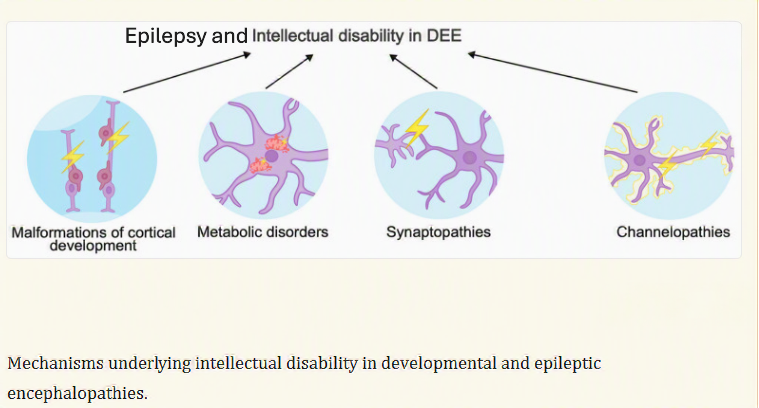 Epilepsy and Intellectual disability in DEE
Malformations of cortical
development
Metabolic disorders
Synaptopathies
Channelopathies
Mechanisms underlying intellectual disability in developmental and epileptic
encephalopathies.